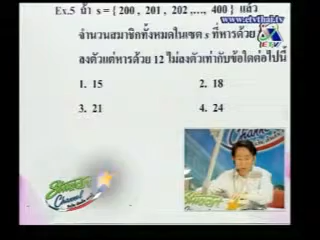 Ex.5 ถ้า s = { 200 , 201 , 202 ,..., 400 } แล้ว
www.etvthai.tv
ETV
จำนวนสมาชิกทั้งหมดในเซต s ที่หารด้วย
ลงตัวแต่หารด้วย 12 ไม่ลงตัวเท่ากับข้อใดต่อไปนี้
1. 15
2. 18
3. 21
4. 24
Channel
Channel